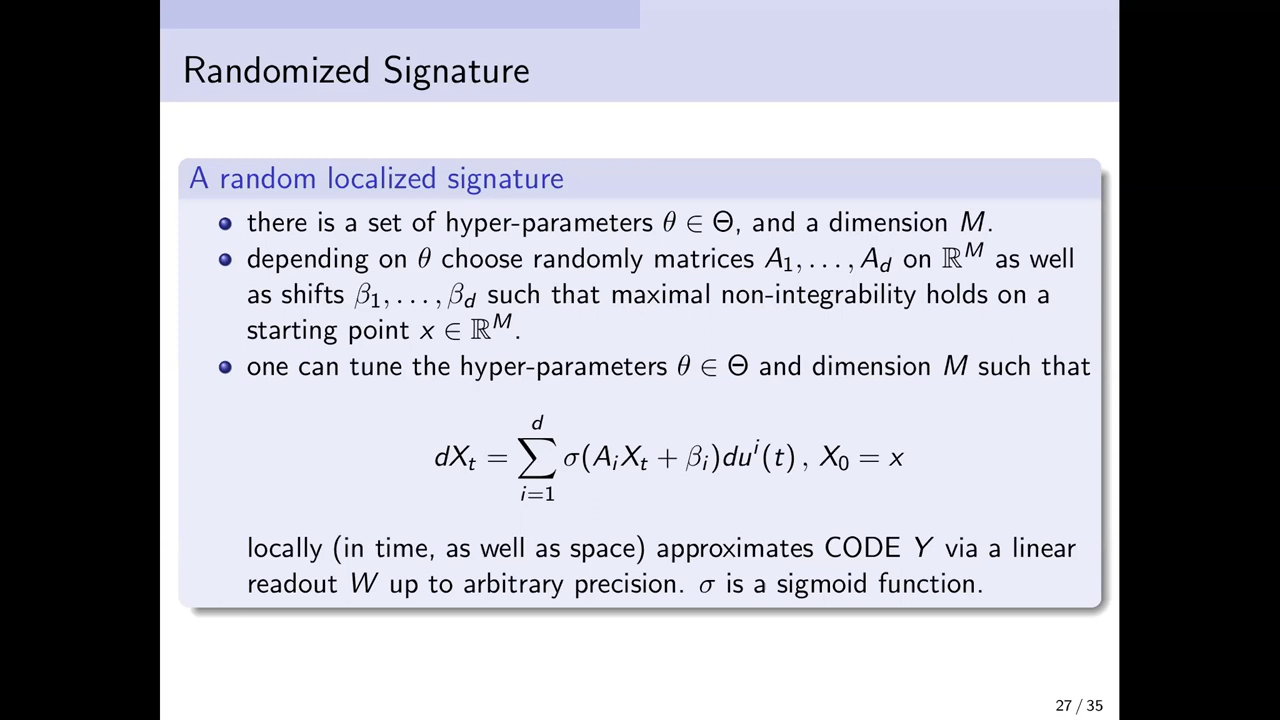 Randomized Signature
A random localized signature
there is a set of hyper-parameters θ ∈ Θ, and a dimension M.
depending on θ choose randomly matrices A₁, . . . , A_d on ℝᴹ as well
as shifts β₁, . . . , β_d such that maximal non-integrability holds on a
starting point x ∈ ℝᴹ.
one can tune the hyper-parameters θ ∈ Θ and dimension M such that
dX_t = ∑_{i=1}^{d} σ(A_i X_t + β_i)du^i(t) , X₀ = x
locally (in time, as well as space) approximates CODE Y via a linear
readout W up to arbitrary precision. σ is a sigmoid function.
27 / 35